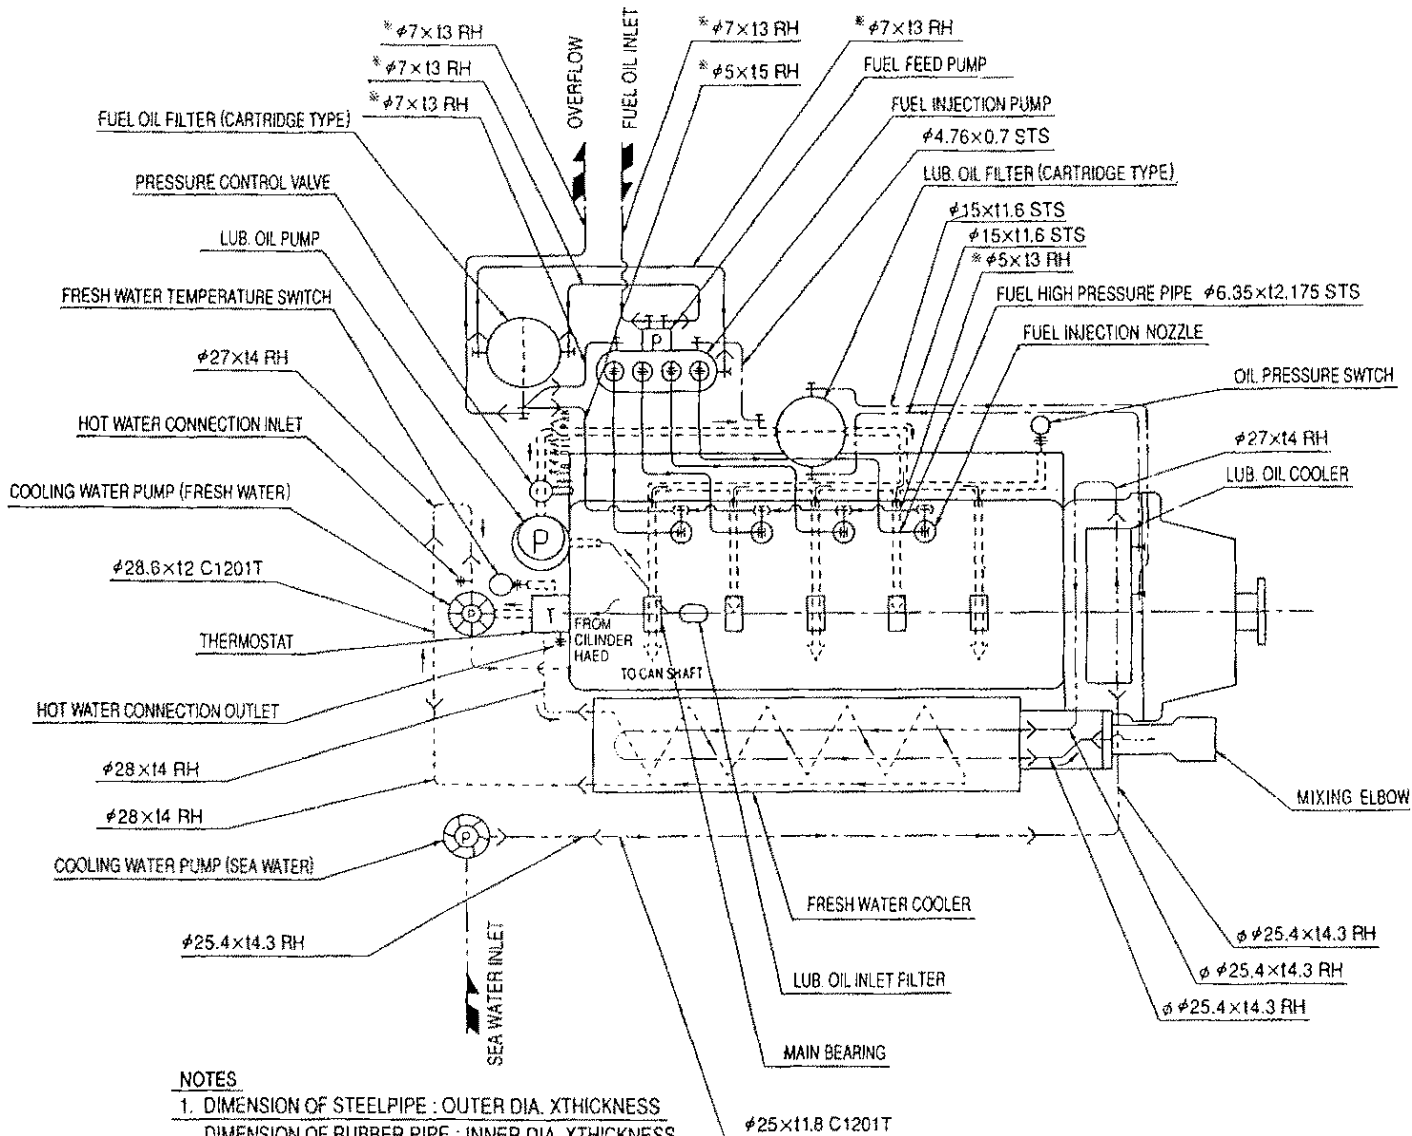 ※ φ7×t3 RH
※ φ7×t3 RH
※ φ7×t3 RH
OVERFLOW
FUEL OIL INLET
※ φ7×t3 RH
※ φ5×t5 RH
※ φ7×t3 RH
FUEL FEED PUMP
FUEL INJECTION PUMP
φ4.76×0.7 STS
LUB. OIL FILTER (CARTRIDGE TYPE)
φ15×t1.6 STS
φ15×t1.6 STS
※ φ5×t3 RH
FUEL HIGH PRESSURE PIPE φ6.35×t2,175 STS
FUEL INJECTION NOZZLE
OIL PRESSURE SWTCH
φ27×t4 RH
LUB. OIL COOLER
FUEL OIL FILTER (CARTRIDGE TYPE)
PRESSURE CONTROL VALVE
LUB. OIL PUMP
FRESH WATER TEMPERATURE SWITCH
φ27×t4 RH
HOT WATER CONNECTION INLET
COOLING WATER PUMP (FRESH WATER)
φ28.6×t2 C1201T
THERMOSTAT
HOT WATER CONNECTION OUTLET
φ28×t4 RH
φ28×t4 RH
COOLING WATER PUMP (SEA WATER)
φ25.4×t4.3 RH
SEA WATER INLET
P
P
P
P
T
FROM
CILINDER
HAED
TO CAN SHAFT
MIXING ELBOW
FRESH WATER COOLER
φ φ25.4×t4.3 RH
φ φ25.4×t4.3 RH
φ φ25.4×t4.3 RH
LUB. OIL INLET FILTER
MAIN BEARING
φ25×t1.8 C1201T
NOTES
1. DIMENSION OF STEELPIPE : OUTER DIA. XTHICKNESS
DIMENSION OF RUBBER PIPE : INNER DIA. XTHICKNESS